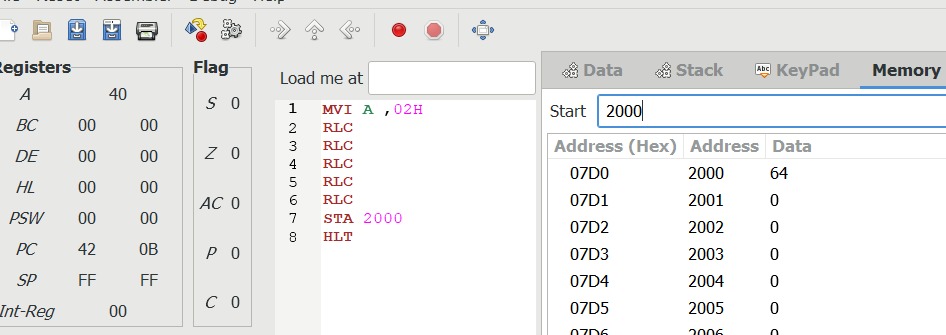 Registers
A 40
BC 00 00
DE 00 00
HL 00 00
PSW 00 00
PC 42 0B
SP FF FF
Int-Reg 00
Flag
S 0
Z 0
AC 0
P 0
C 0
Load me at
1 MVI A ,02H
2 RLC
3 RLC
4 RLC
5 RLC
6 RLC
7 STA 2000
8 HLT
Data Stack Abc KeyPad Memory
Start 2000
Address (Hex) Address Data
07D0 2000 64
07D1 2001 0
07D2 2002 0
07D3 2003 0
07D4 2004 0
07D5 2005 0
07D6 2006 0